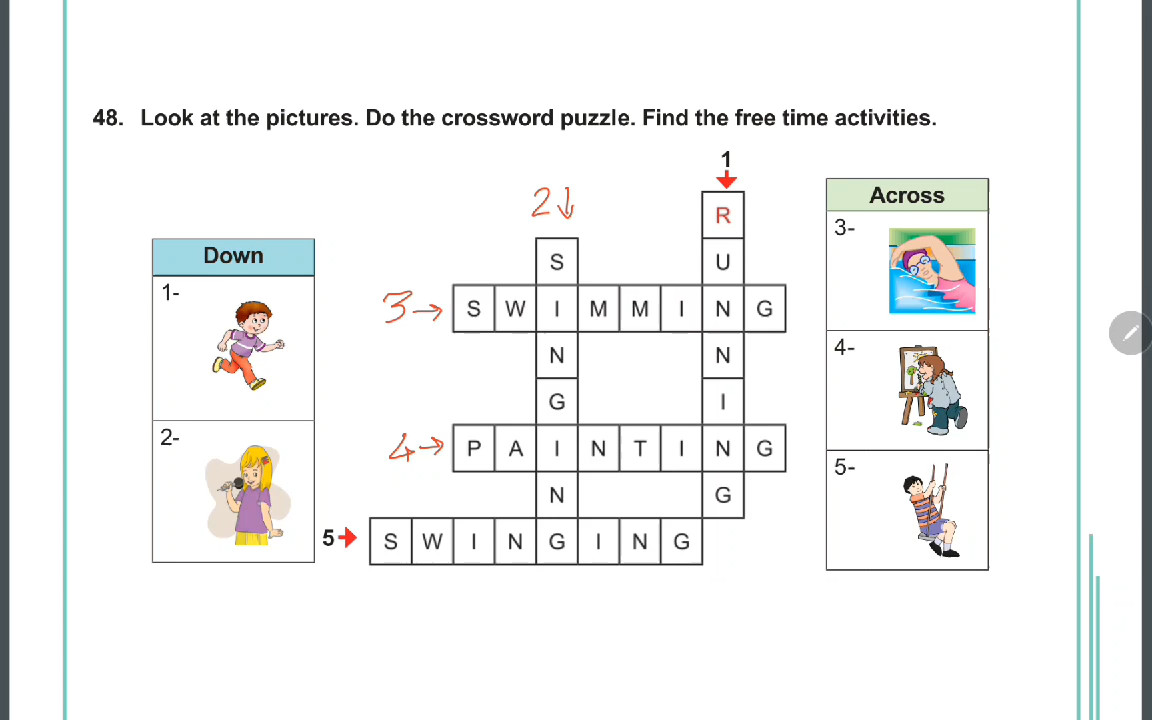 48. Look at the pictures. Do the crossword puzzle. Find the free time activities.
1
2
R
Across
3-
Down
S U
1-
3 S W I M M I N G
N N
4-
G I
2-
4 P A I N T I N G
5-
N G
5 S W I N G I N G